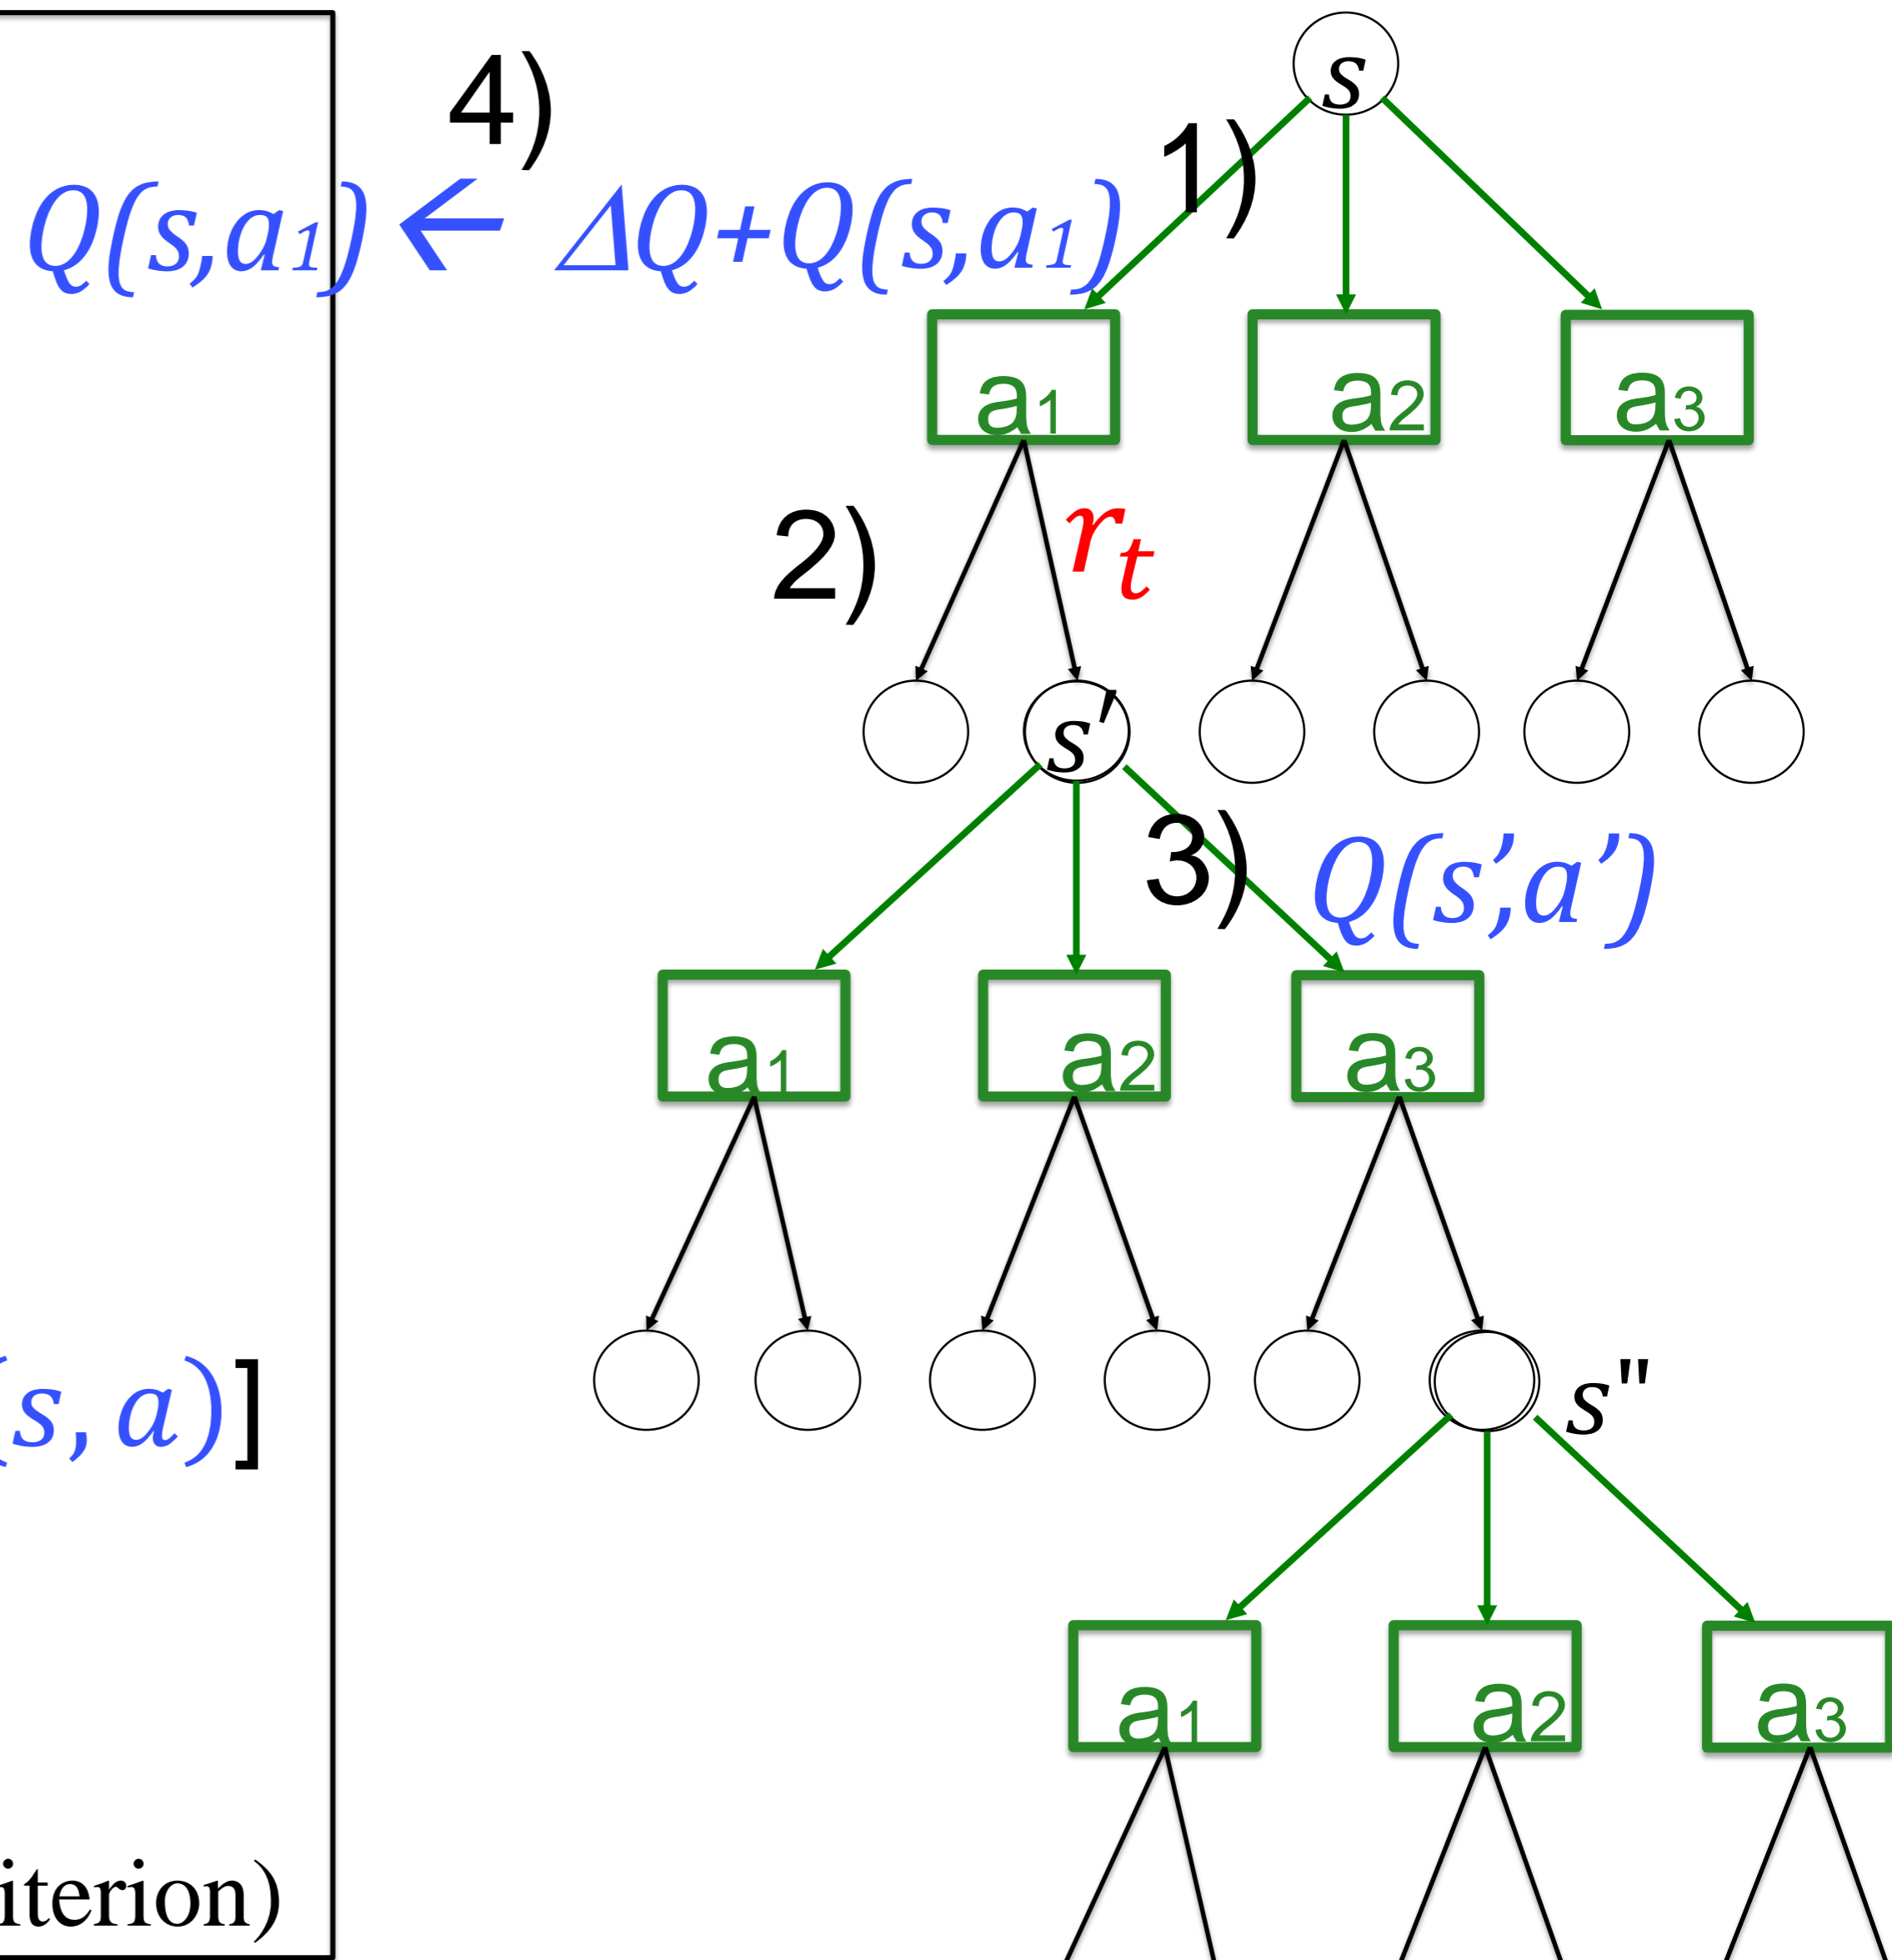 s
4)
1)
Q(s,a₁) ← ΔQ+Q(s,a₁)
a₁ a₂ a₃
2)
rₜ
s'
3)
Q(s’,a’)
a₁ a₂ a₃
(s, a)]
s"
a₁ a₂ a₃
iterion)